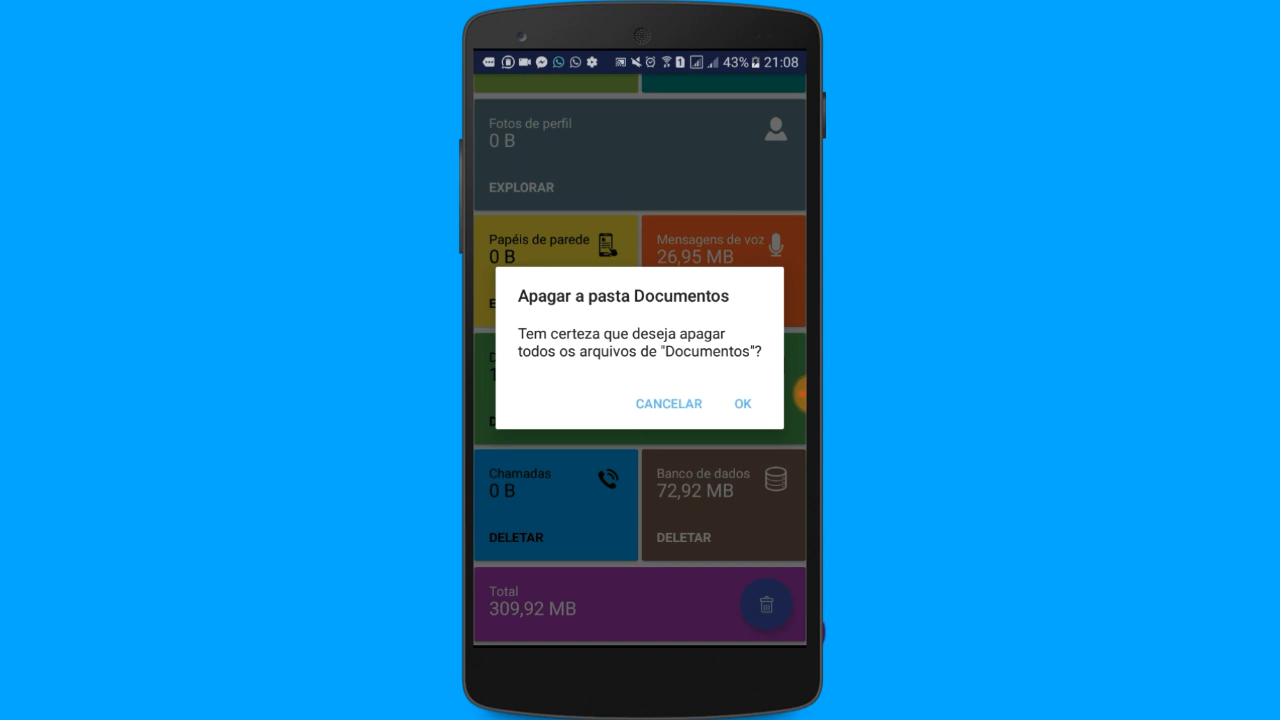 43% 21:08
Fotos de perfil
0 B
EXPLORAR
Papéis de parede
0 B
Mensagens de voz
26,95 MB
Apagar a pasta Documentos
Tem certeza que deseja apagar
todos os arquivos de "Documentos"?
CANCELAR OK
Chamadas
0 B
DELETAR
Banco de dados
72,92 MB
DELETAR
Total
309,92 MB